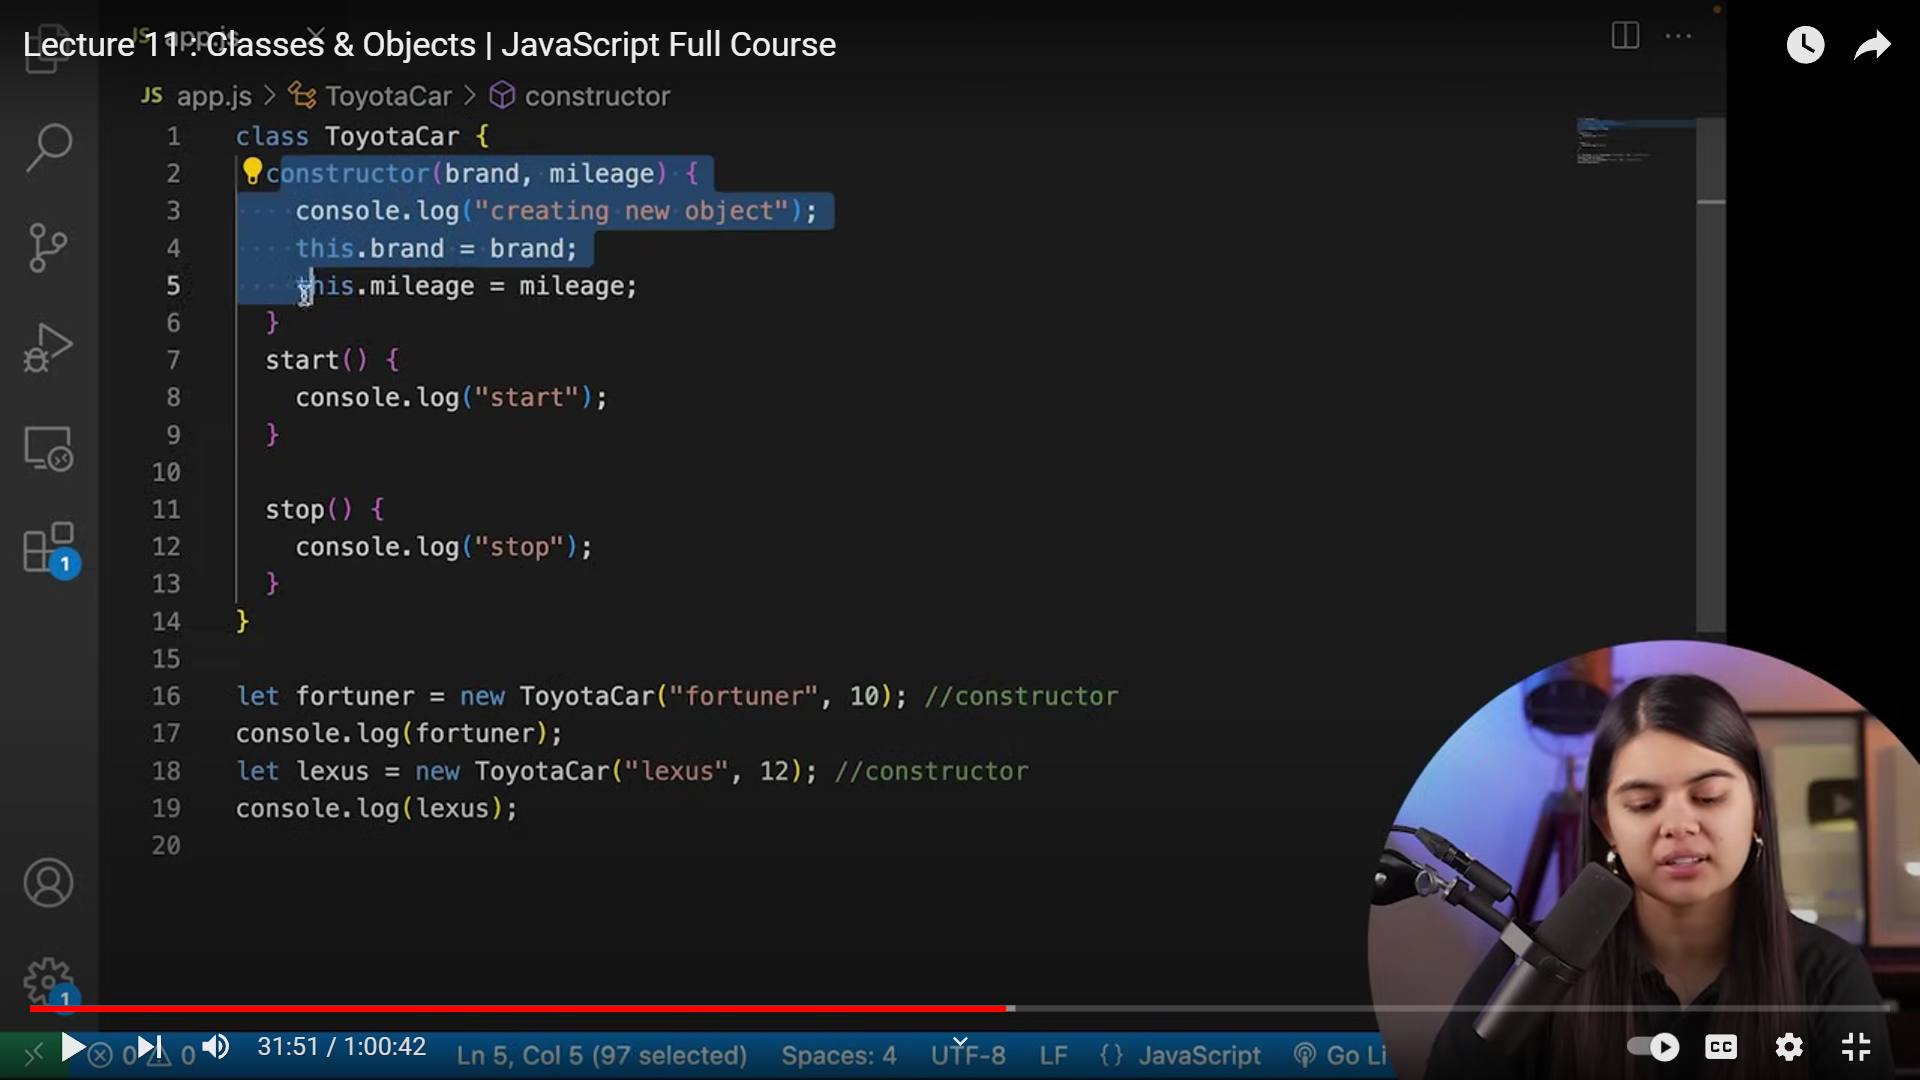 Lecture 11 : Classes & Objects | JavaScript Full Course
JS app.js
JS app.js > ToyotaCar > constructor
1 class ToyotaCar {
2 constructor(brand, mileage) {
3 console.log("creating new object");
4 this.brand = brand;
5 this.mileage = mileage;
6 }
7 start() {
8 console.log("start");
9 }
10
11 stop() {
12 console.log("stop");
13 }
14 }
15
16 let fortuner = new ToyotaCar("fortuner", 10); //constructor
17 console.log(fortuner);
18 let lexus = new ToyotaCar("lexus", 12); //constructor
19 console.log(lexus);
20
1
1
31:51 / 1:00:42
0 0 Ln 5, Col 5 (97 selected) Spaces: 4 UTF-8 LF {} JavaScript Go Li
CC